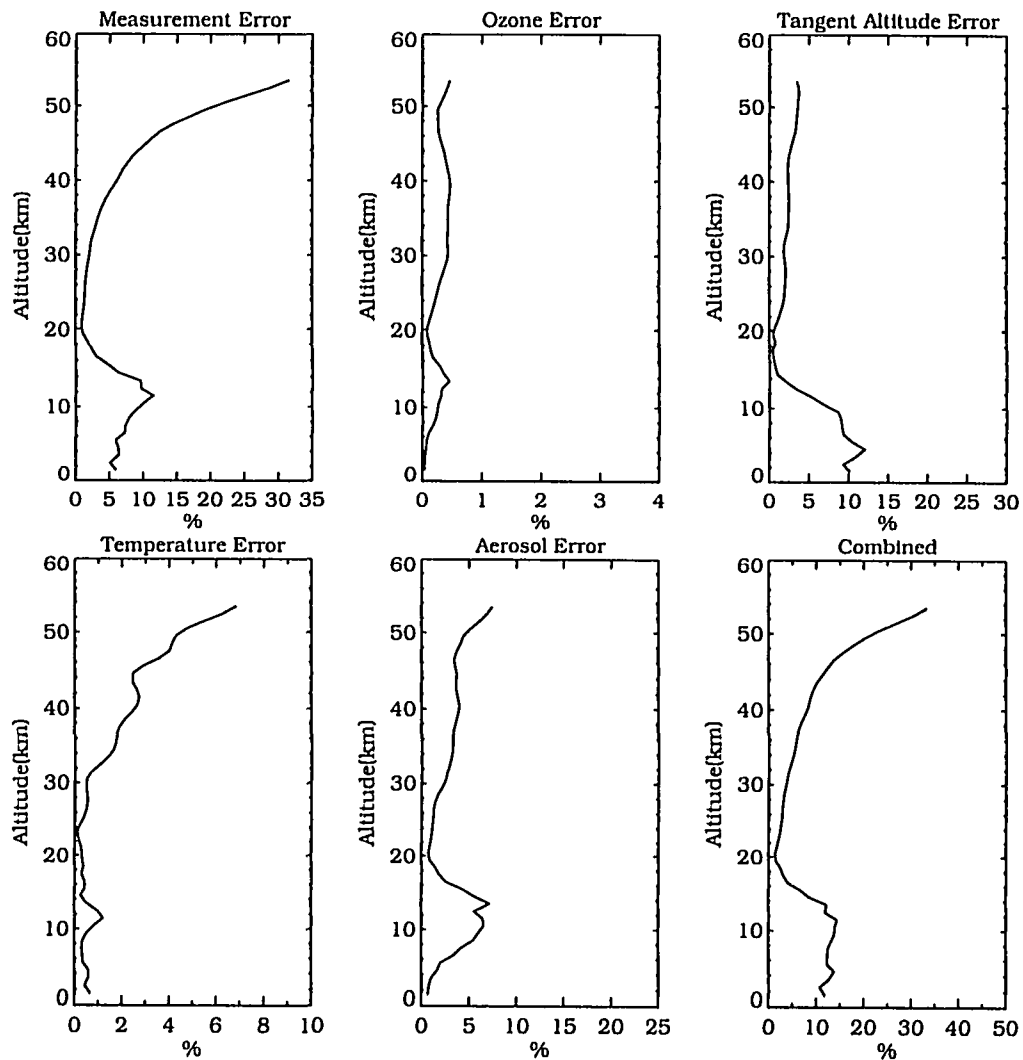 Measurement Error
60
50
40
30
20
10
0
Altitude(km)
0 5 10 15 20 25 30 35
%
Ozone Error
60
50
40
30
20
10
0
Altitude(km)
0 1 2 3 4
%
Tangent Altitude Error
60
50
40
30
20
10
0
Altitude(km)
0 5 10 15 20 25 30
%
Temperature Error
60
50
40
30
20
10
0
Altitude(km)
0 2 4 6 8 10
%
Aerosol Error
60
50
40
30
20
10
0
Altitude(km)
0 5 10 15 20 25
%
Combined
60
50
40
30
20
10
0
Altitude(km)
0 10 20 30 40 50
%